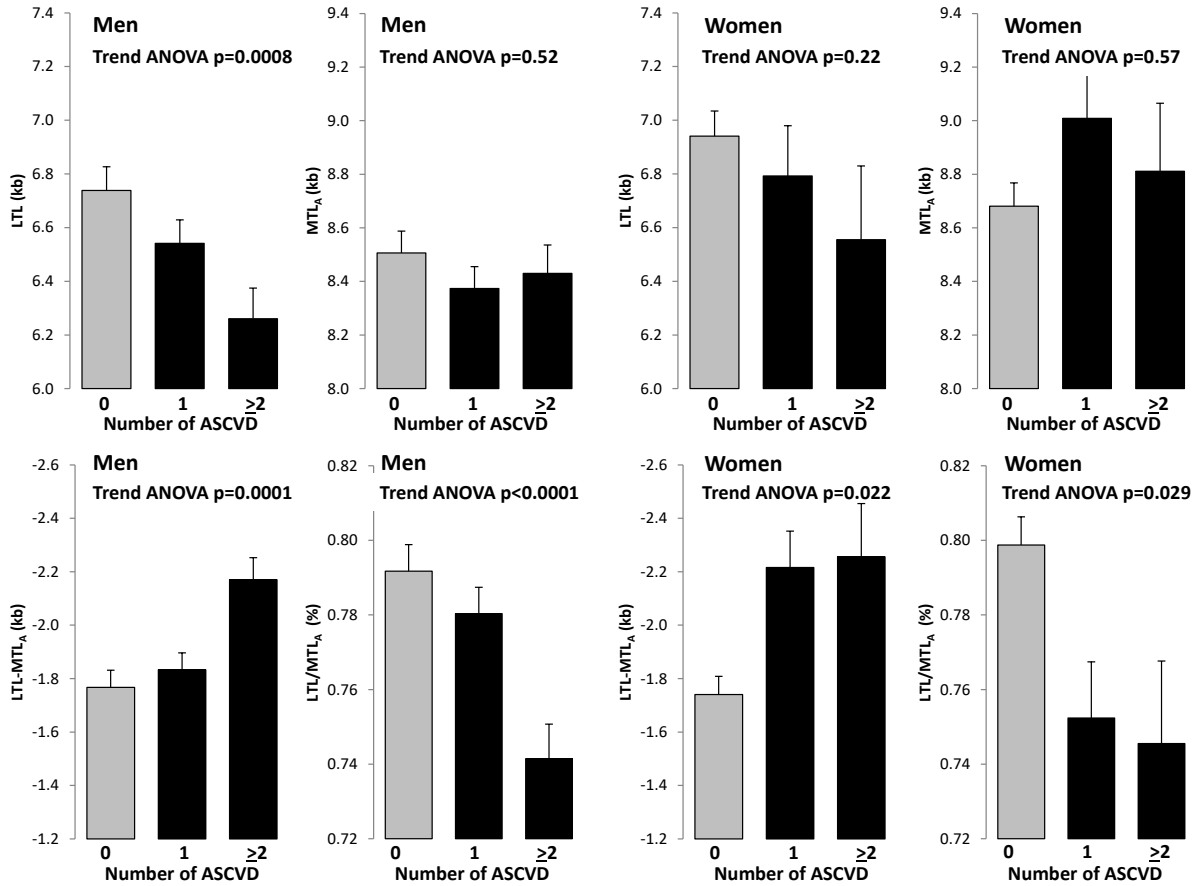 Men
Trend ANOVA p=0.0008
LTL (kb)
7.4
7.2
7.0
6.8
6.6
6.4
6.2
6.0
0 1 ≥2
Number of ASCVD
Men
Trend ANOVA p=0.52
MTL_A (kb)
9.4
9.2
9.0
8.8
8.6
8.4
8.2
8.0
0 1 ≥2
Number of ASCVD
Women
Trend ANOVA p=0.22
LTL (kb)
7.4
7.2
7.0
6.8
6.6
6.4
6.2
6.0
0 1 ≥2
Number of ASCVD
Women
Trend ANOVA p=0.57
MTL_A (kb)
9.4
9.2
9.0
8.8
8.6
8.4
8.2
8.0
0 1 ≥2
Number of ASCVD
Men
Trend ANOVA p=0.0001
LTL-MTL_A (kb)
-2.6
-2.4
-2.2
-2.0
-1.8
-1.6
-1.4
-1.2
0 1 ≥2
Number of ASCVD
Men
Trend ANOVA p<0.0001
LTL/MTL_A (%)
0.82
0.80
0.78
0.76
0.74
0.72
0 1 ≥2
Number of ASCVD
Women
Trend ANOVA p=0.022
LTL-MTL_A (kb)
-2.6
-2.4
-2.2
-2.0
-1.8
-1.6
-1.4
-1.2
0 1 ≥2
Number of ASCVD
Women
Trend ANOVA p=0.029
LTL/MTL_A (%)
0.82
0.80
0.78
0.76
0.74
0.72
0 1 ≥2
Number of ASCVD